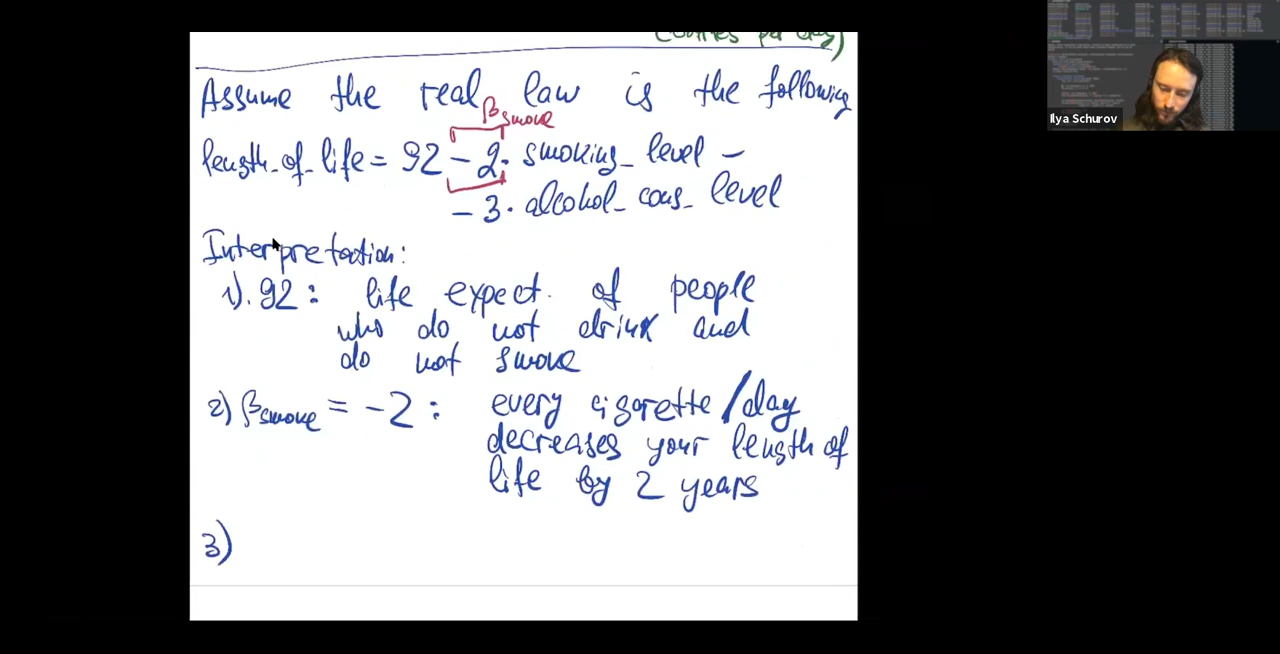 Assume the real law is the following
β smoke
length_of_life = 92 - 2 · smoking_level -
- 3 · alcohol_cons_level
Interpretation:
1). 92: life expect. of people
who do not drink and
do not smoke
2) β smoke = -2: every cigarette/day
decreases your length of
life by 2 years
3)
Ilya Schurov